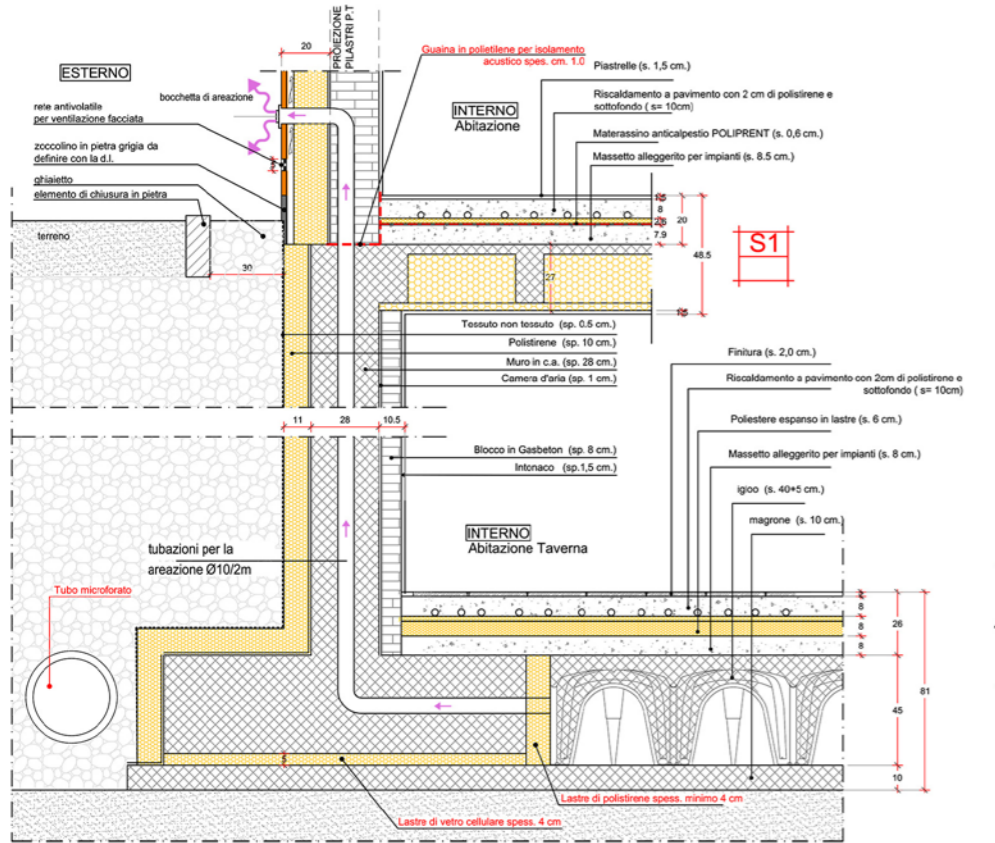 20
PROIEZIONE
PILASTRI P.T
Guaina in polietilene per isolamento
acustico spes. cm. 1.0
ESTERNO
bocchetta di areazione
rete antivolatile
per ventilazione facciata
zcccolino in pietra grigia da
definire con la d.l.
ghiaietto
elemento di chiusura in pietra
terreno
30
INTERNO
Abitazione
Piastrelle (s. 1,5 cm.)
Riscaldamento a pavimento con 2 cm di polistirene e
sottofondo ( s= 10cm)
Materassino anticalpestio POLIPRENT (s. 0,6 cm.)
Massetto alleggerito per impianti (s. 8.5 cm.)
8
20
7.9
48.5
27
S1
Tessuto non tessuto (sp. 0.5 cm.)
Polistirene (sp. 10 cm.)
Muro in c.a. (sp. 28 cm.)
Camera d'aria (sp. 1 cm.)
11
28
10.5
Blocco in Gasbeton (sp. 8 cm.)
Intonaco (sp.1,5 cm.)
Finitura (s. 2,0 cm.)
Riscaldamento a pavimento con 2cm di polistirene e
sottofondo ( s= 10cm)
Poliestere espanso in lastre (s. 6 cm.)
Massetto alleggerito per impianti (s. 8 cm.)
igloo (s. 40+5 cm.)
magrone (s. 10 cm.)
INTERNO
Abitazione Taverna
tubazioni per la
areazione Ø10/2m
Tubo microforato
8
8
8
26
45
81
10
5
Lastre di polistirene spess. minimo 4 cm
Lastre di vetro cellulare spess. 4 cm